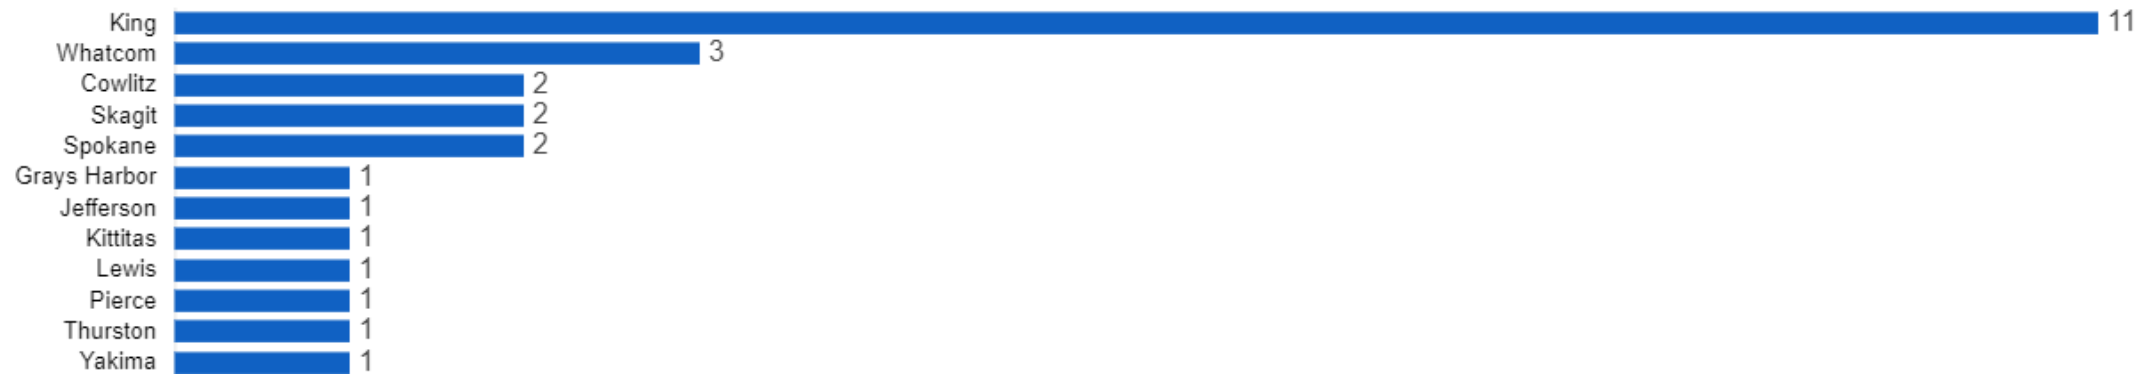 King 11
Whatcom 3
Cowlitz 2
Skagit 2
Spokane 2
Grays Harbor 1
Jefferson 1
Kittitas 1
Lewis 1
Pierce 1
Thurston 1
Yakima 1